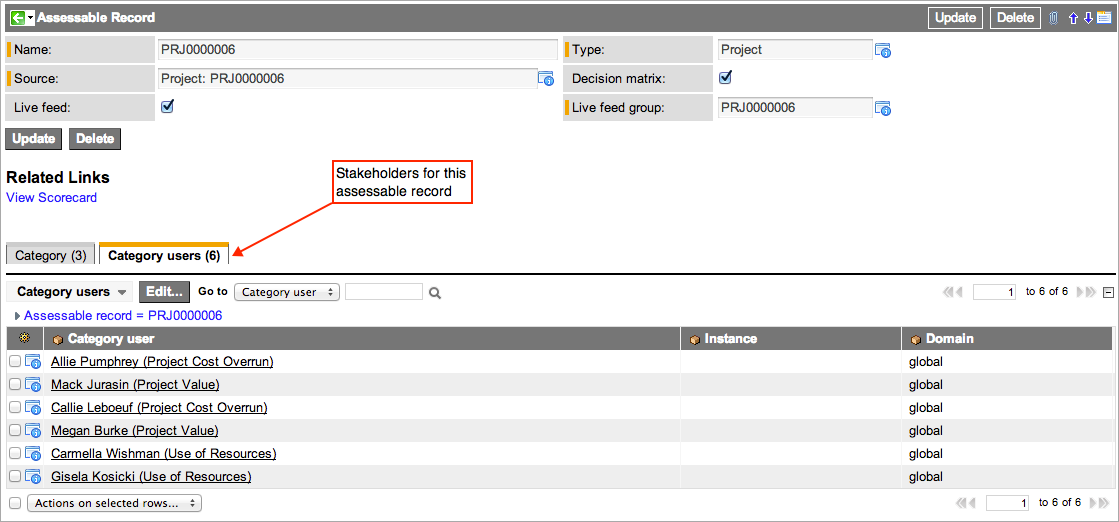 Assessable Record
Update Delete
Name: PRJ0000006 Type: Project
Source: Project: PRJ0000006 Decision matrix:
Live feed: Live feed group: PRJ0000006
Update Delete
Related Links
View Scorecard
Stakeholders for this
assessable record
Category (3) Category users (6)
Category users Edit... Go to Category user 1 to 6 of 6
Assessable record = PRJ0000006
Category user Instance Domain
Allie Pumphrey (Project Cost Overrun) global
Mack Jurasin (Project Value) global
Callie Leboeuf (Project Cost Overrun) global
Megan Burke (Project Value) global
Carmella Wishman (Use of Resources) global
Gisela Kosicki (Use of Resources) global
Actions on selected rows... 1 to 6 of 6